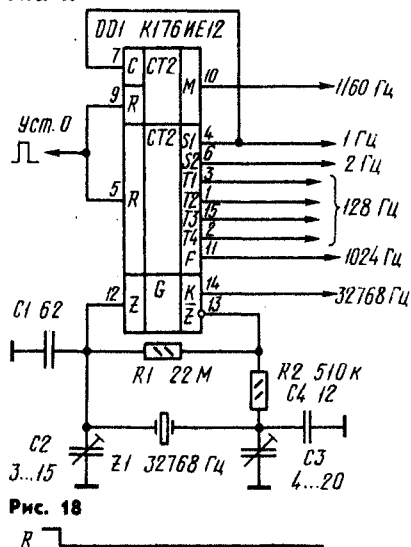 DD1 К176ИЕ12
7 C CT2 M 10 1/60 Гц
9 R
Уст. 0
CT2 S1 4 1 Гц
S2 6 2 Гц
5 R T1 3
T2 1 128 Гц
T3 15
T4 2
F 11 1024 Гц
12 Z G K 14 32768 Гц
Z 13
C1 62
R1 22 М
R2 510 к
C4 12
C2 Z1 32768 Гц C3
3...15 4...20
Рис. 18
R